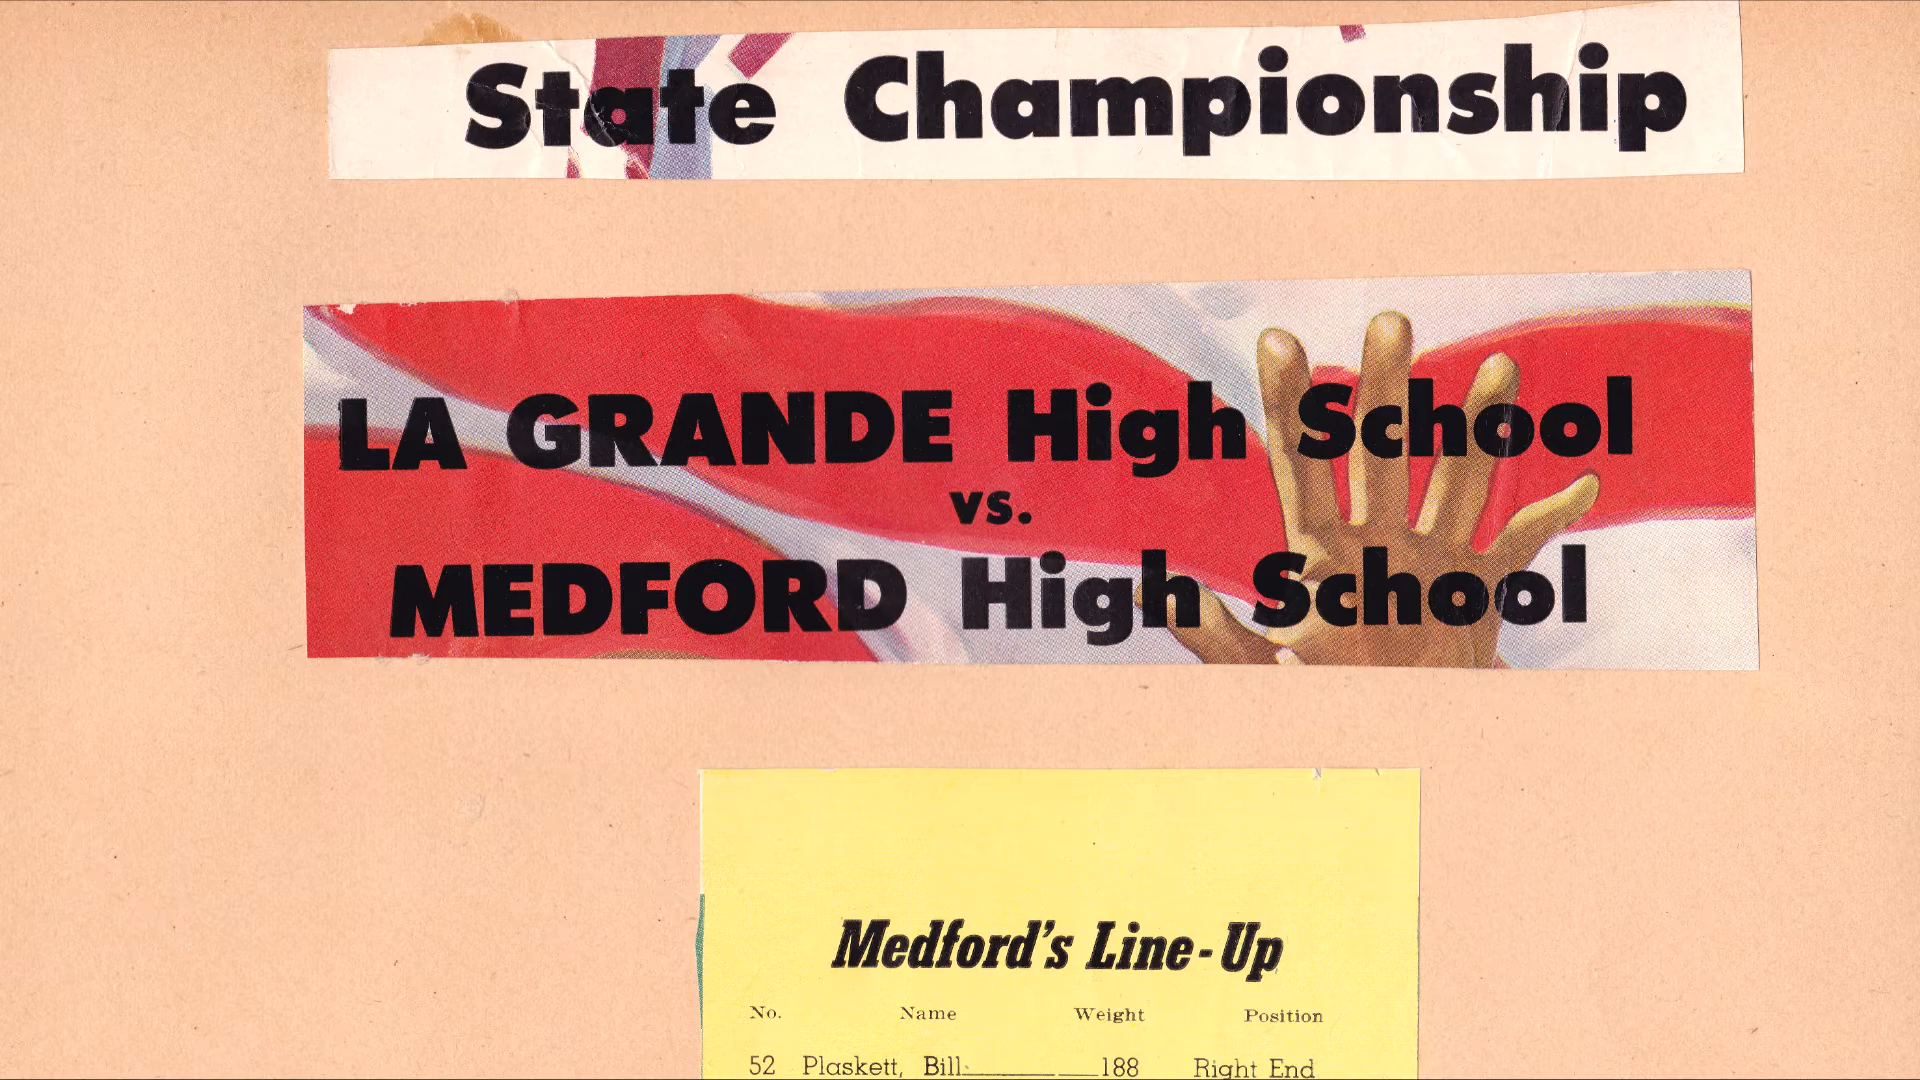 State Championship
LA GRANDE High School
vs.
MEDFORD High School
Medford's Line-Up
No. Name Weight Position
52 Plaskett, Bill 188 Right End